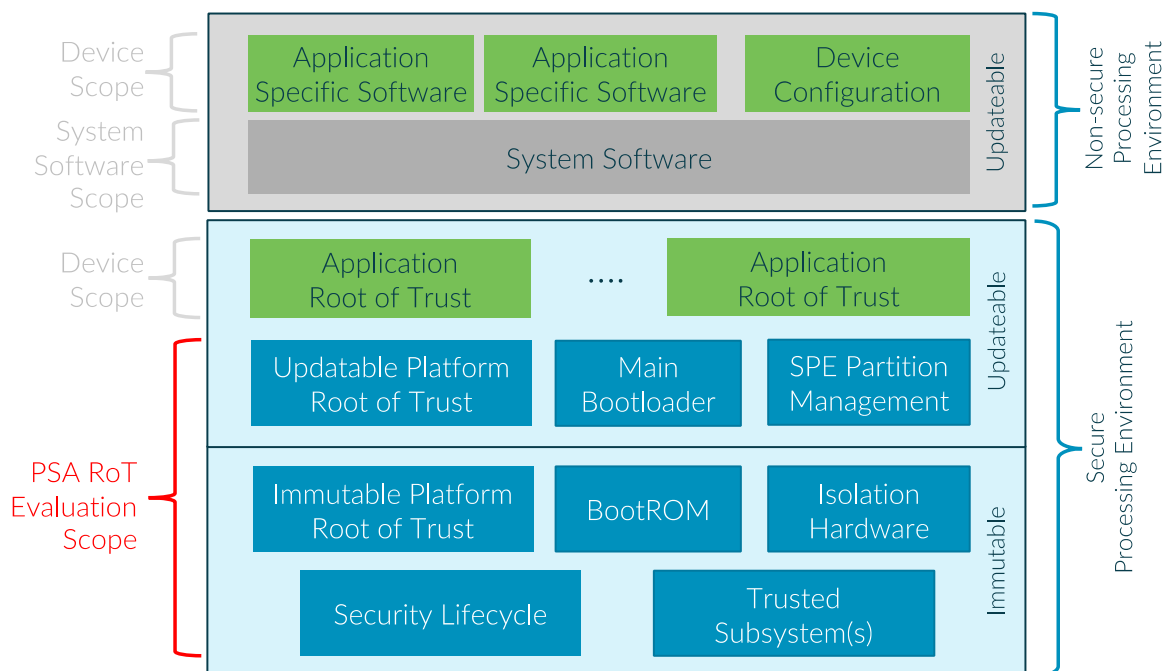 Device
Scope
Application
Specific Software
Application
Specific Software
Device
Configuration
Updateable
Non-secure
Processing
Environment
System
Software
Scope
System Software
Device
Scope
Application
Root of Trust
....
Application
Root of Trust
Updateable
Secure
Processing Environment
Updatable Platform
Root of Trust
Main
Bootloader
SPE Partition
Management
PSA RoT
Evaluation
Scope
Immutable Platform
Root of Trust
BootROM
Isolation
Hardware
Immutable
Security Lifecycle
Trusted
Subsystem(s)